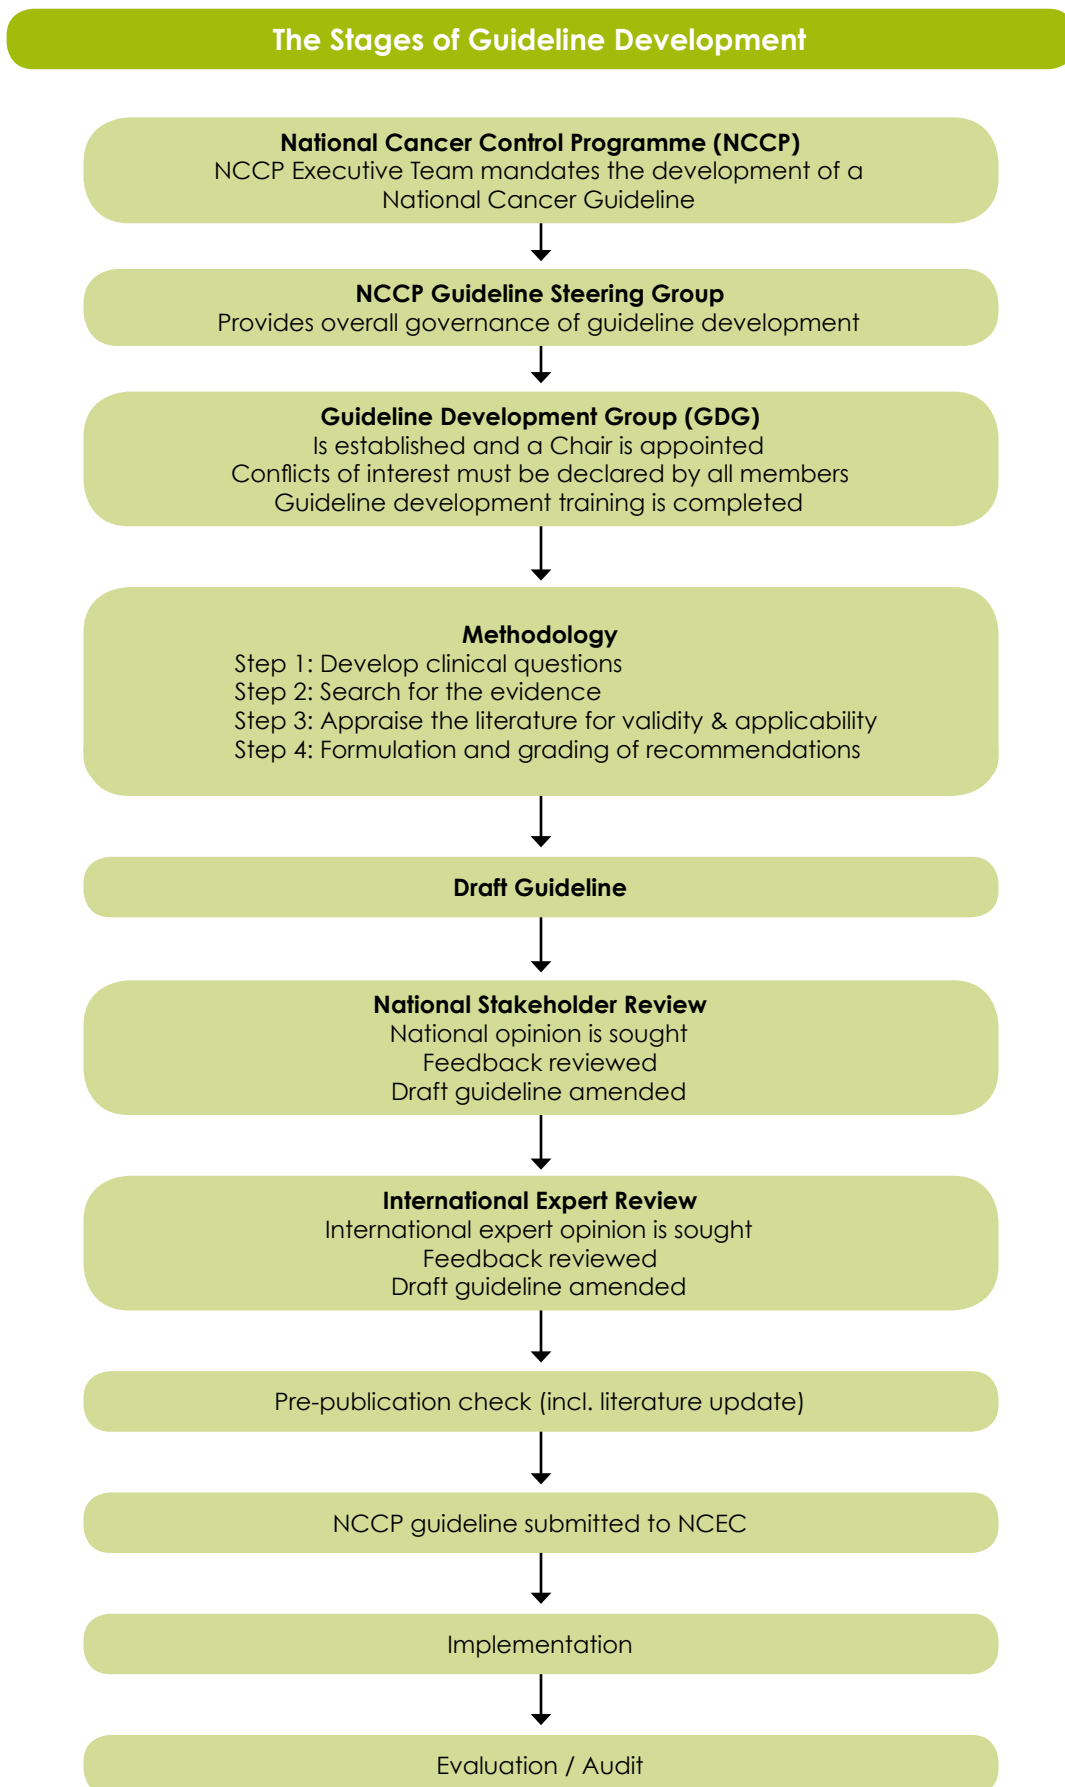 The Stages of Guideline Development
National Cancer Control Programme (NCCP)
NCCP Executive Team mandates the development of a
National Cancer Guideline
NCCP Guideline Steering Group
Provides overall governance of guideline development
Guideline Development Group (GDG)
Is established and a Chair is appointed
Conflicts of interest must be declared by all members
Guideline development training is completed
Methodology
Step 1: Develop clinical questions
Step 2: Search for the evidence
Step 3: Appraise the literature for validity & applicability
Step 4: Formulation and grading of recommendations
Draft Guideline
National Stakeholder Review
National opinion is sought
Feedback reviewed
Draft guideline amended
International Expert Review
International expert opinion is sought
Feedback reviewed
Draft guideline amended
Pre-publication check (incl. literature update)
NCCP guideline submitted to NCEC
Implementation
Evaluation / Audit